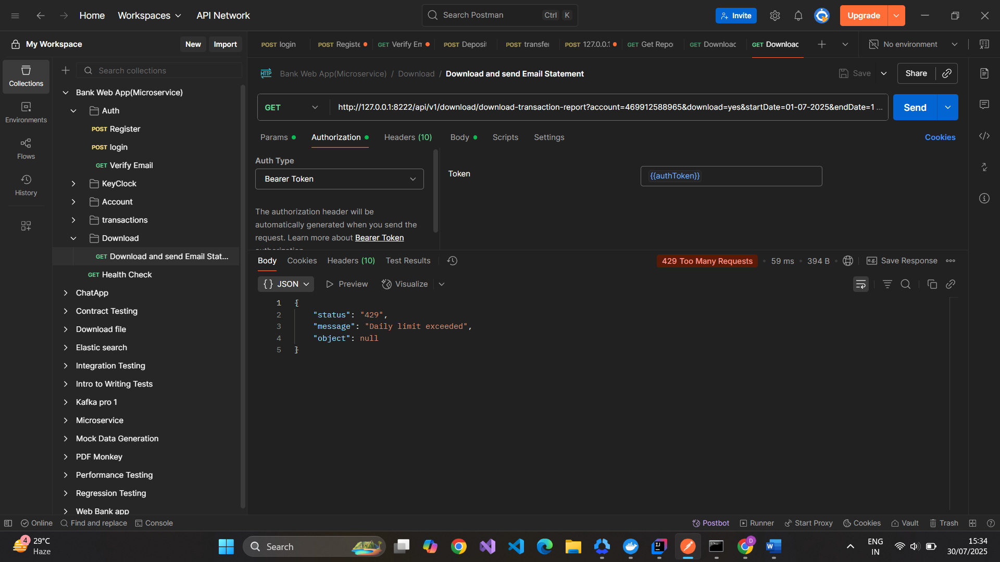 Home
Workspaces
API Network
Search Postman
Ctrl K
Invite
Upgrade
My Workspace
New
Import
POST login
POST Registe
GET Verify Em
POST Deposit
POST transfer
POST 127.0.0.1
GET Get Repo
GET Download
GET Download
No environment
Collections
Environments
Flows
History
Search collections
Bank Web App(Microservice)
Auth
POST Register
POST login
GET Verify Email
KeyClock
Account
transactions
Download
GET Download and send Email Stat...
GET Health Check
ChatApp
Contract Testing
Download file
Elastic search
Integration Testing
Intro to Writing Tests
Kafka pro 1
Microservice
Mock Data Generation
PDF Monkey
Performance Testing
Regression Testing
Web Bank app
HTTP Bank Web App(Microservice) / Download / Download and send Email Statement
Save
Share
GET
http://127.0.0.1:8222/api/v1/download/download-transaction-report?account=469912588965&download=yes&startDate=01-07-2025&endDate=1 ...
Send
Params
Authorization
Headers (10)
Body
Scripts
Settings
Cookies
Auth Type
Bearer Token
The authorization header will be
automatically generated when you send the
request. Learn more about Bearer Token
authorization.
Token
{{authToken}}
Body
Cookies
Headers (10)
Test Results
429 Too Many Requests
59 ms
394 B
e.g. Save Response
{} JSON
Preview
Visualize
1 {
2 "status": "429",
3 "message": "Daily limit exceeded",
4 "object": null
5 }
Online
Find and replace
Console
Postbot
Runner
Start Proxy
Cookies
Vault
Trash
4
29°C
Haze
Search
D
ENG
IN
15:34
30/07/2025